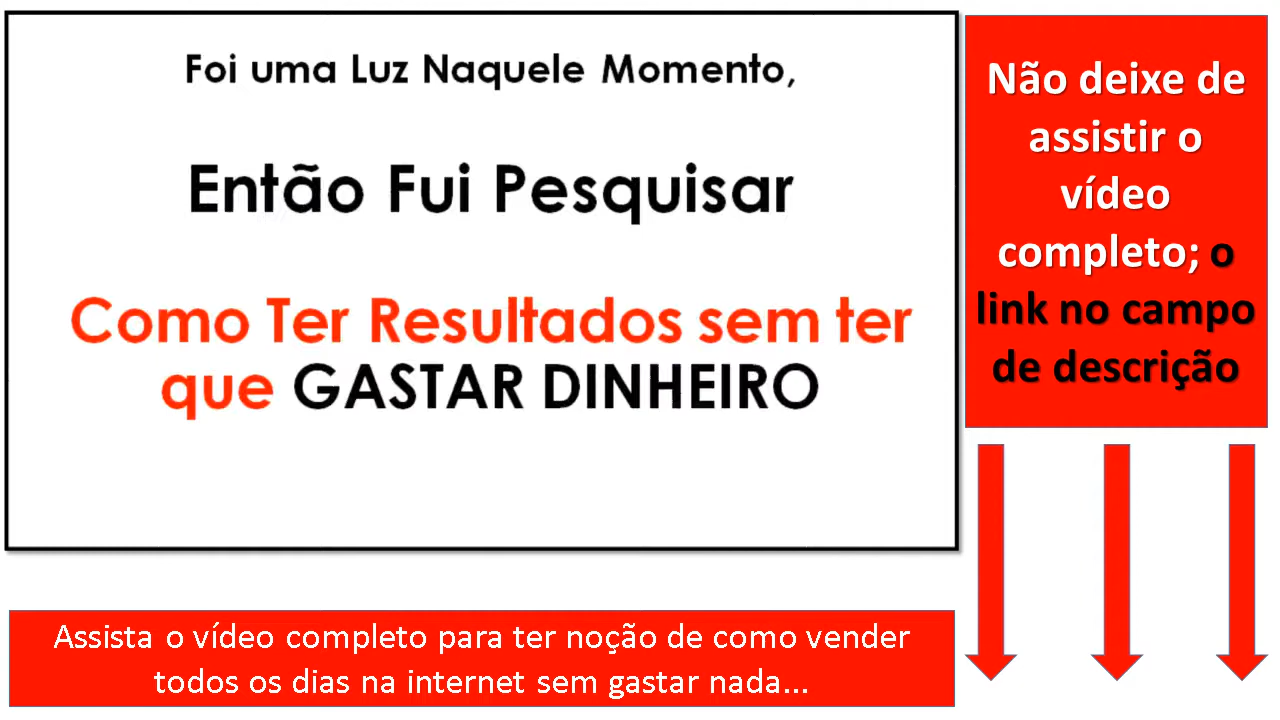 Foi uma Luz Naquele Momento,
Então Fui Pesquisar
Como Ter Resultados sem ter
que GASTAR DINHEIRO
Não deixe de
assistir o
vídeo
completo; o
link no campo
de descrição
Assista o vídeo completo para ter noção de como vender
todos os dias na internet sem gastar nada...